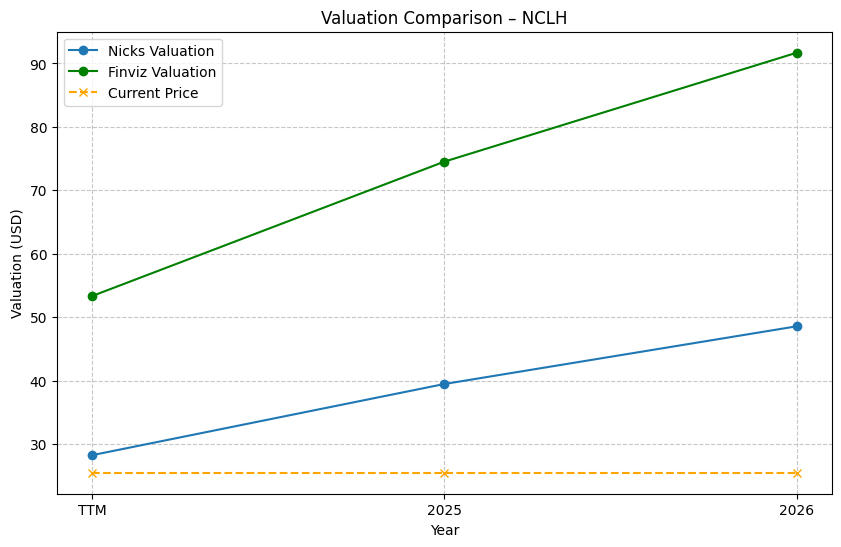 Valuation Comparison – NCLH
Nicks Valuation
Finviz Valuation
Current Price
Valuation (USD)
90
80
70
60
50
40
30
TTM
2025
2026
Year